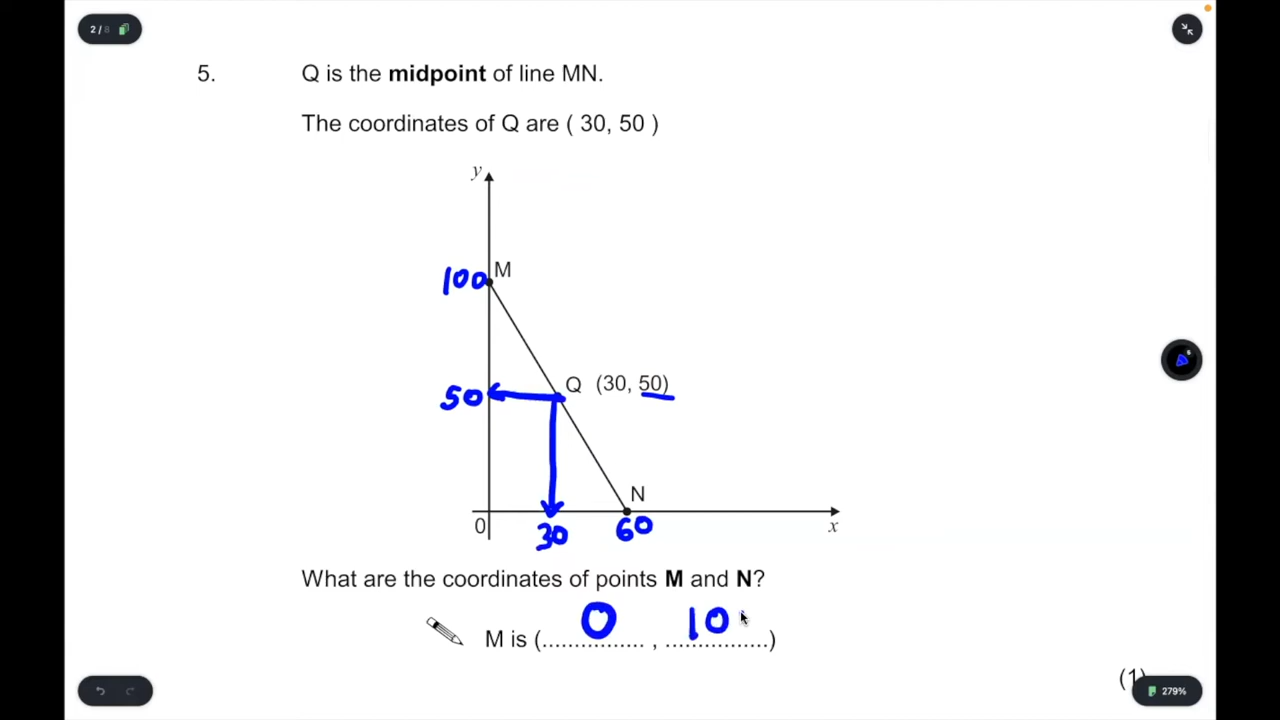 2 / 8
5. Q is the midpoint of line MN.
The coordinates of Q are ( 30, 50 )
y
M
100
Q (30, 50)
50
N
0
30
60
x
What are the coordinates of points M and N?
M is (................ , ................)
0 10
(1)
279%